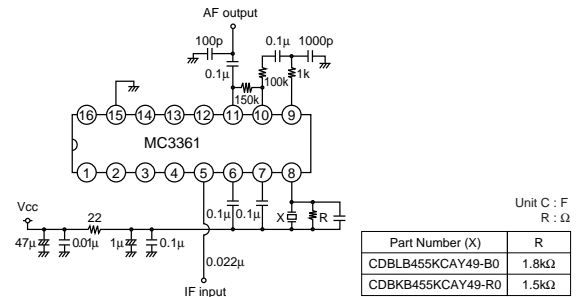 AF output
100p
0.1μ
0.1μ
1000p
100k
1k
150k
16 15 14 13 12 11 10 9
MC3361
1 2 3 4 5 6 7 8
Vcc
22
47μ
0.01μ
1μ
0.1μ
0.1μ
0.1μ
X
R
0.022μ
IF input
Unit C : F
R : Ω
Part Number (X) R
CDBLB455KCAY49-B0 1.8kΩ
CDBKB455KCAY49-R0 1.5kΩ